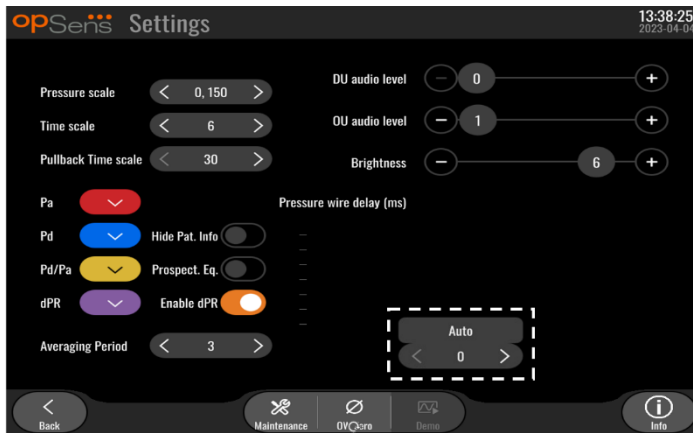 opSens Settings
13:38:25
2023-04-04
Pressure scale 0, 150
Time scale 6
Pullback Time scale 30
DU audio level 0
OU audio level 1
Brightness 6
Pa
Pd
Pd/Pa
dPR
Hide Pat. Info
Prospect. Eq.
Enable dPR
Averaging Period 3
Pressure wire delay (ms)
Auto
0
Back
Maintenance
Demo
Info